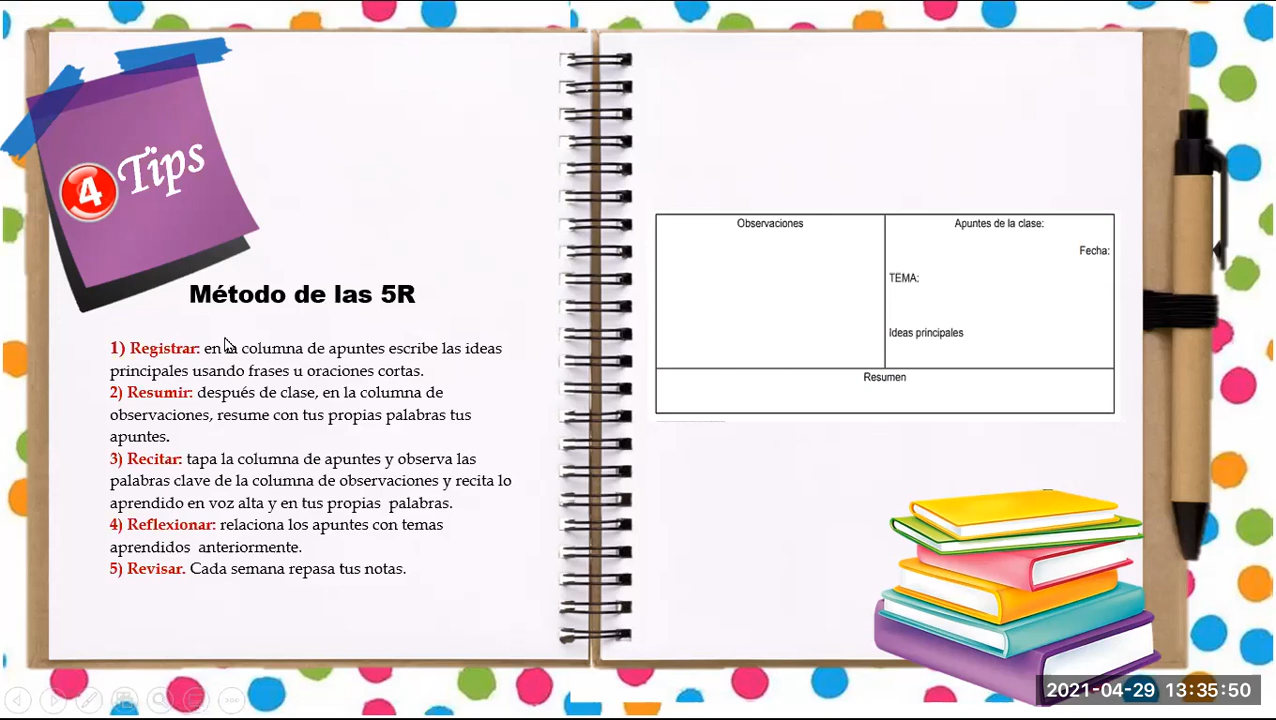 4 Tips
Método de las 5R
1) Registrar: en la columna de apuntes escribe las ideas
principales usando frases u oraciones cortas.
2) Resumir: después de clase, en la columna de
observaciones, resume con tus propias palabras tus
apuntes.
3) Recitar: tapa la columna de apuntes y observa las
palabras clave de la columna de observaciones y recita lo
aprendido en voz alta y en tus propias palabras.
4) Reflexionar: relaciona los apuntes con temas
aprendidos anteriormente.
5) Revisar. Cada semana repasa tus notas.
Observaciones
Apuntes de la clase:
Fecha:
TEMA:
Ideas principales
Resumen
2021-04-29 13:35:50